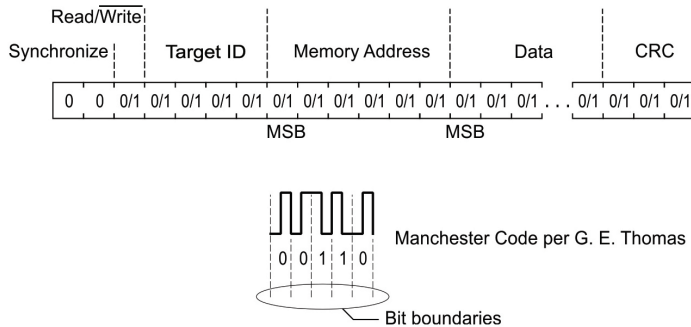 Read/Write
Synchronize Target ID Memory Address Data CRC
0 0 0/1 0/1 0/1 0/1 0/1 0/1 0/1 0/1 0/1 0/1 0/1 0/1 0/1 0/1 ... 0/1 0/1 0/1 0/1
MSB MSB
Manchester Code per G. E. Thomas
0 0 1 1 0
Bit boundaries